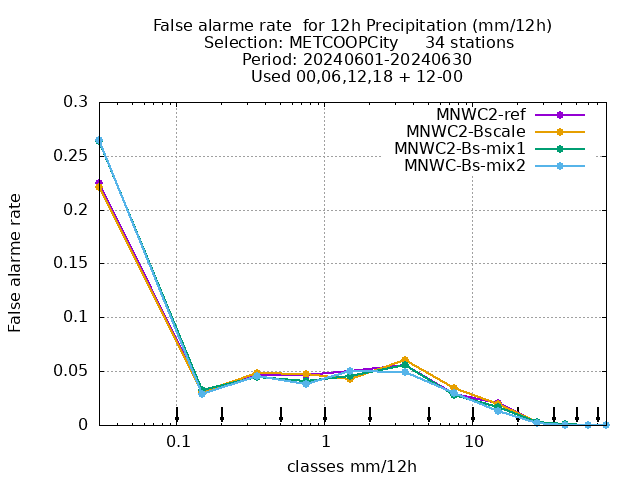 False alarme rate  for 12h Precipitation (mm/12h)
Selection: METCOOPCity     34 stations
Period: 20240601-20240630
Used 00,06,12,18 + 12-00
MNWC2-ref
MNWC2-Bscale
MNWC2-Bs-mix1
MNWC-Bs-mix2
False alarme rate
0.3
0.25
0.2
0.15
0.1
0.05
0
0.1
1
10
classes mm/12h